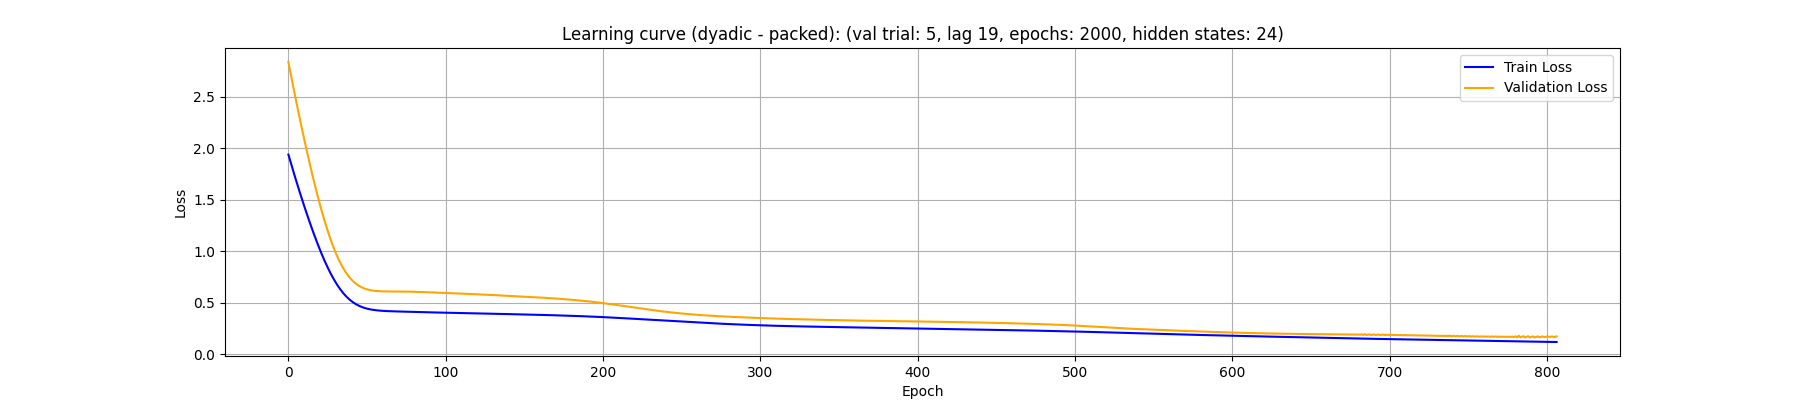 Learning curve (dyadic - packed): (val trial: 5, lag 19, epochs: 2000, hidden states: 24)
Train Loss
Validation Loss
Loss
2.5
2.0
1.5
1.0
0.5
0.0
0 100 200 300 400 500 600 700 800
Epoch